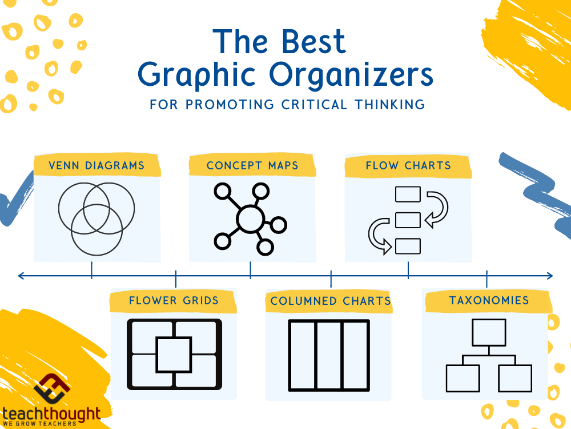 The Best
Graphic Organizers
FOR PROMOTING CRITICAL THINKING
VENN DIAGRAMS
CONCEPT MAPS
FLOW CHARTS
FLOWER GRIDS
COLUMNED CHARTS
TAXONOMIES
teachthought
WE GROW TEACHERS